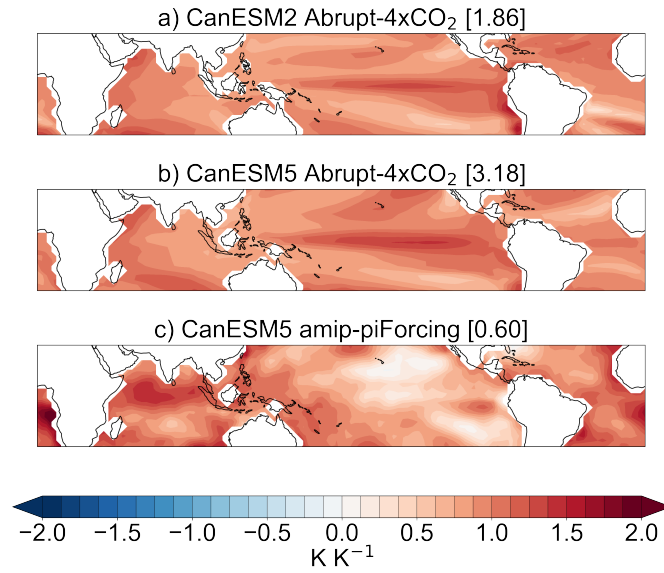 a) CanESM2 Abrupt-4xCO₂ [1.86]
b) CanESM5 Abrupt-4xCO₂ [3.18]
c) CanESM5 amip-piForcing [0.60]
−2.0 −1.5 −1.0 −0.5 0.0 0.5 1.0 1.5 2.0
K K⁻¹